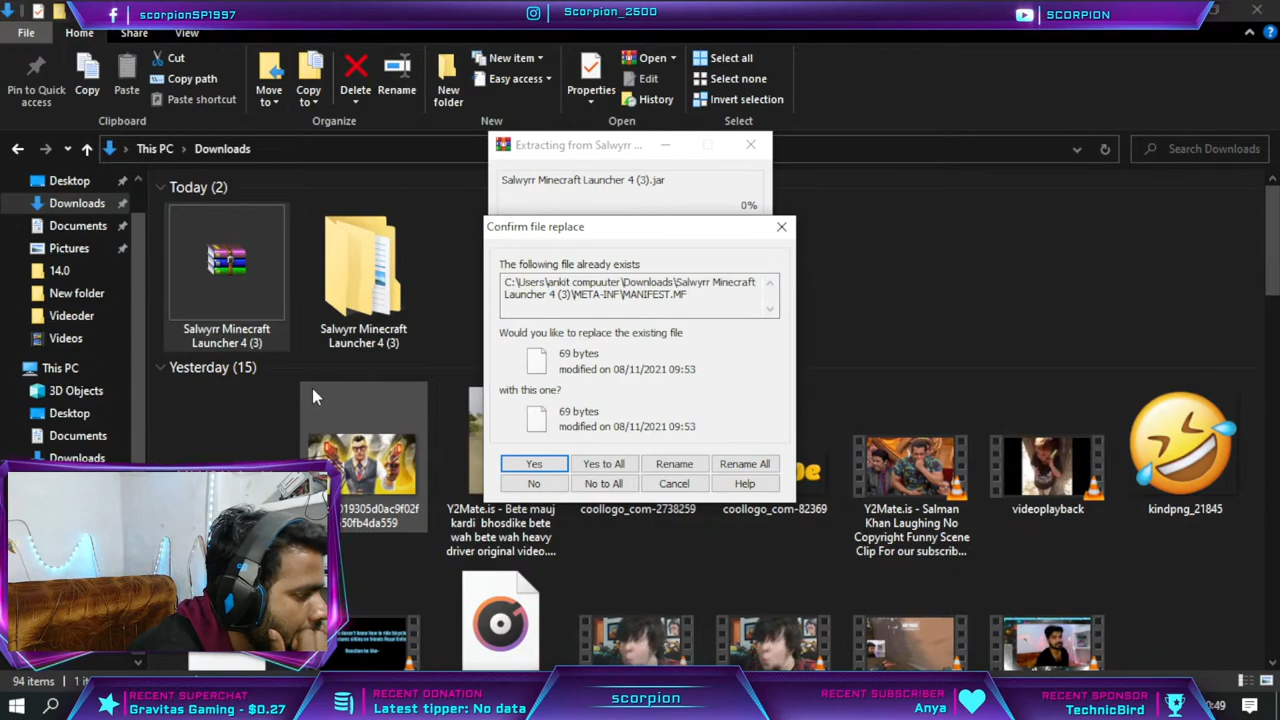 scorpionSP1997
Scorpion_2500
SCORPION
File
Home
Share
View
Pin to Quick
access
Copy
Paste
Cut
Copy path
Paste shortcut
Clipboard
Move
to
Copy
to
Delete
Rename
Organize
New
folder
New item
Easy access
New
Properties
Open
Edit
History
Open
Select all
Select none
Invert selection
Select
This PC
Downloads
Search Downloads
Desktop
Downloads
Documents
Pictures
14.0
New folder
Videoder
Videos
This PC
3D Objects
Desktop
Documents
Downloads
Today (2)
Salwyrr Minecraft
Launcher 4 (3)
Salwyrr Minecraft
Launcher 4 (3)
Yesterday (15)
Extracting from Salwyrr ...
Salwyrr Minecraft Launcher 4 (3).jar
0%
Confirm file replace
The following file already exists
C:\Users\ankit compuuter\Downloads\Salwyrr Minecraft
Launcher 4 (3)\META-INF\MANIFEST.MF
Would you like to replace the existing file
69 bytes
modified on 08/11/2021 09:53
with this one?
69 bytes
modified on 08/11/2021 09:53
Yes
Yes to All
Rename
Rename All
No
No to All
Cancel
Help
019305d0ac9f02f
50fb4da559
Y2Mate.is - Bete mauj
kardi bhosdike bete
wah bete wah heavy
driver original video....
coollogo_com-2738259
coollogo_com-82369
Y2Mate.is - Salman
Khan Laughing No
Copyright Funny Scene
Clip For our subscrib...
videoplayback
kindpng_21845
94 items
RECENT SUPERCHAT
Gravitas Gaming - $0.27
RECENT DONATION
Latest tipper: No data
scorpion
RECENT SUBSCRIBER
Anya
RECENT SPONSOR
TechnicBird